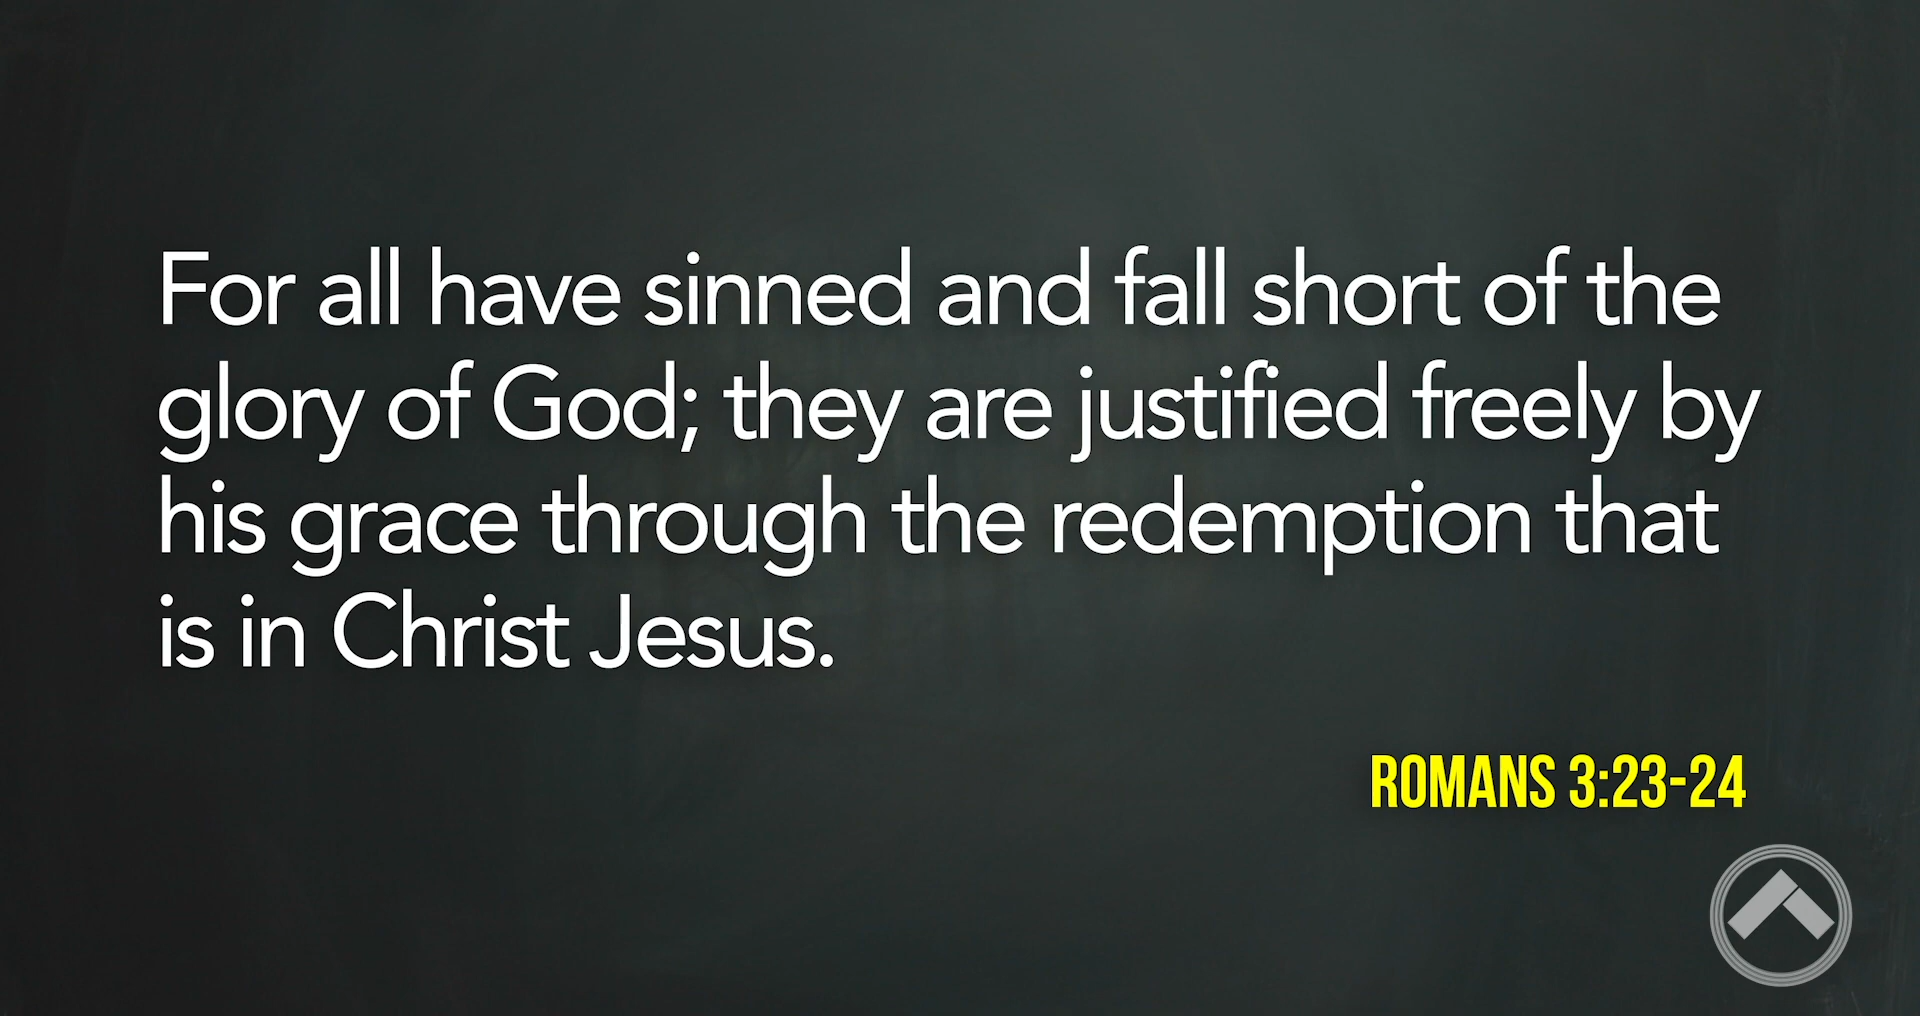 For all have sinned and fall short of the
glory of God; they are justified freely by
his grace through the redemption that
is in Christ Jesus.
ROMANS 3:23-24